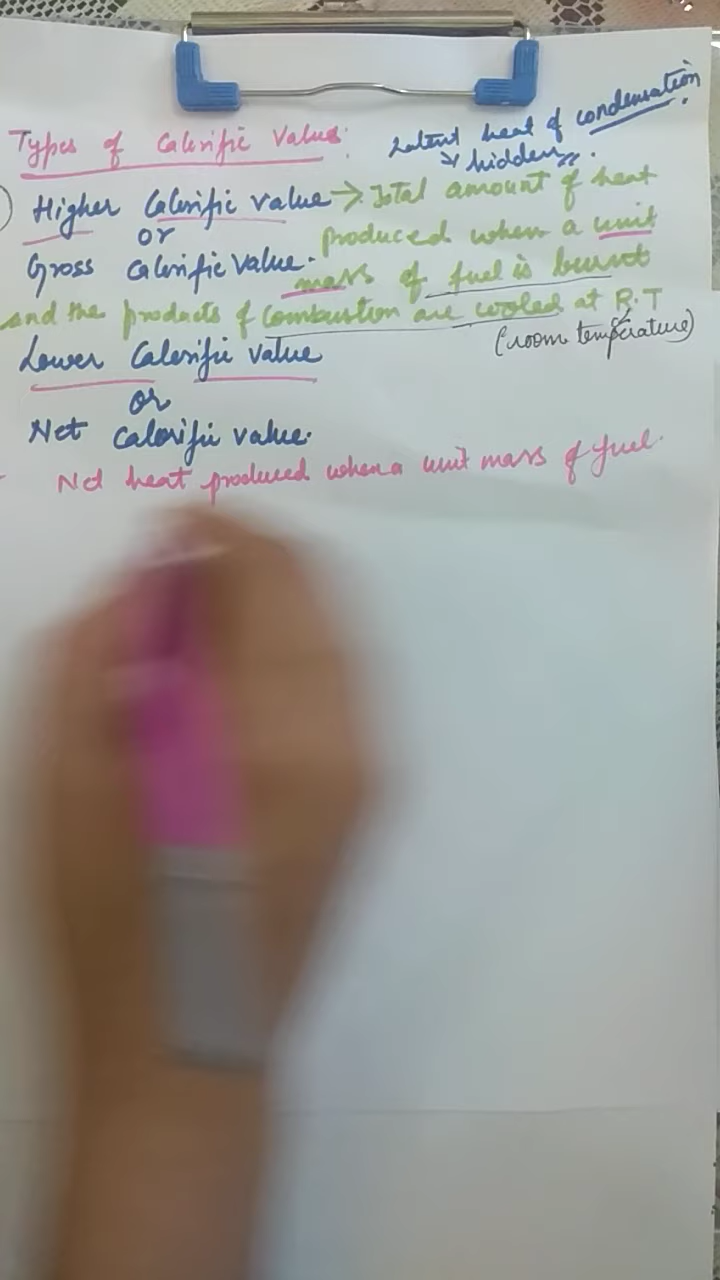 Types of Calorific Values:
Latent heat of condensation.
↳ hidden
Higher Calorific value → Total amount of heat
or
produced when a unit
Gross Calorific Value.
mass of fuel is burnt
and the products of combustion are cooled at R.T
(room temperature)
Lower Calorific value
or
Net Calorific value.
- Net heat produced when a unit mass of fuel.